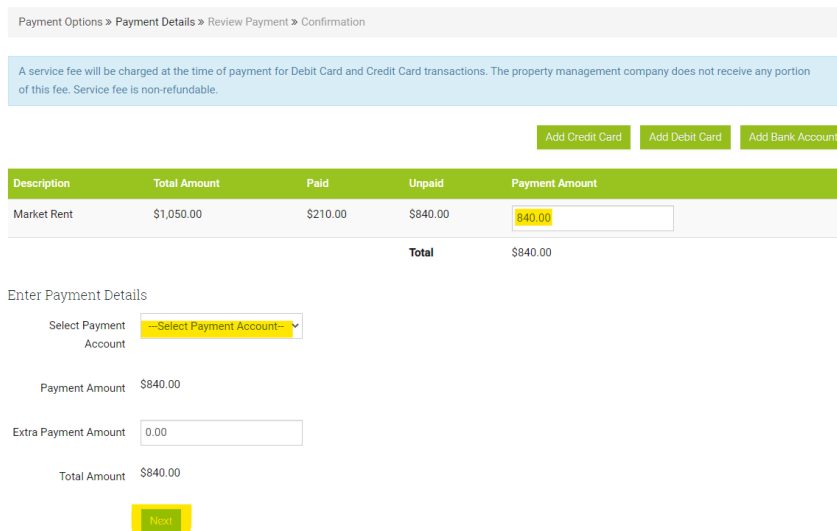 Payment Options » Payment Details » Review Payment » Confirmation
A service fee will be charged at the time of payment for Debit Card and Credit Card transactions. The property management company does not receive any portion
of this fee. Service fee is non-refundable.
Add Credit Card Add Debit Card Add Bank Account
Description Total Amount Paid Unpaid Payment Amount
Market Rent $1,050.00 $210.00 $840.00 840.00
Total $840.00
Enter Payment Details
Select Payment ---Select Payment Account--
Account
Payment Amount $840.00
Extra Payment Amount 0.00
Total Amount $840.00
Next